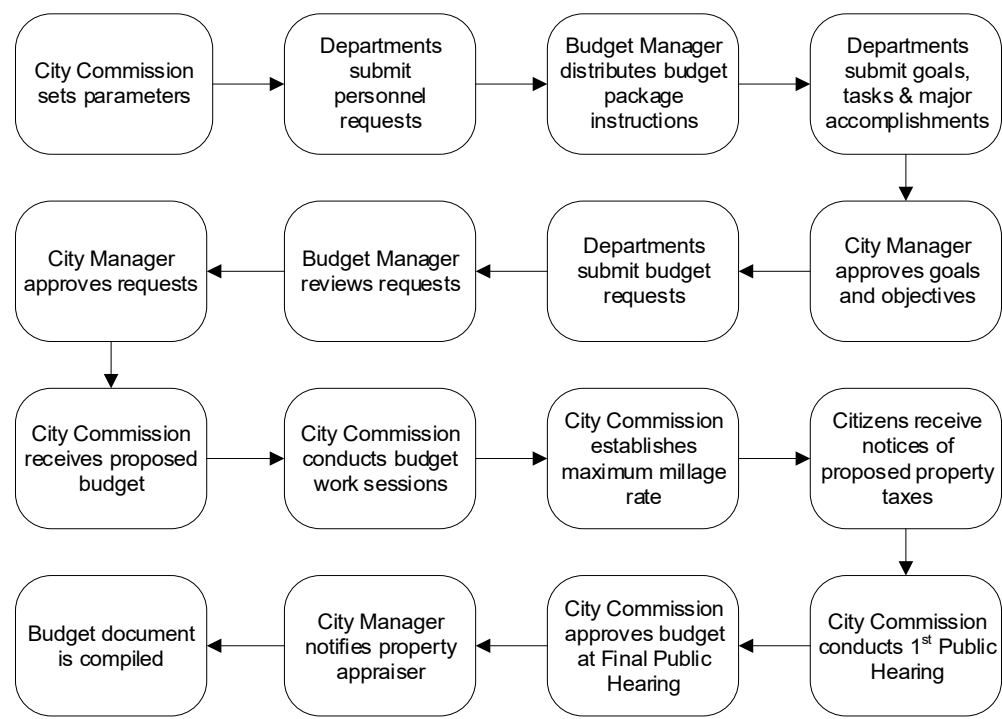 City Commission
sets parameters
Departments
submit
personnel
requests
Budget Manager
distributes budget
package
instructions
Departments
submit goals,
tasks & major
accomplishments
City Manager
approves goals
and objectives
Departments
submit budget
requests
Budget Manager
reviews requests
City Manager
approves requests
City Commission
receives proposed
budget
City Commission
conducts budget
work sessions
City Commission
establishes
maximum millage
rate
Citizens receive
notices of
proposed property
taxes
City Commission
conducts 1st Public
Hearing
City Commission
approves budget
at Final Public
Hearing
City Manager
notifies property
appraiser
Budget document
is compiled